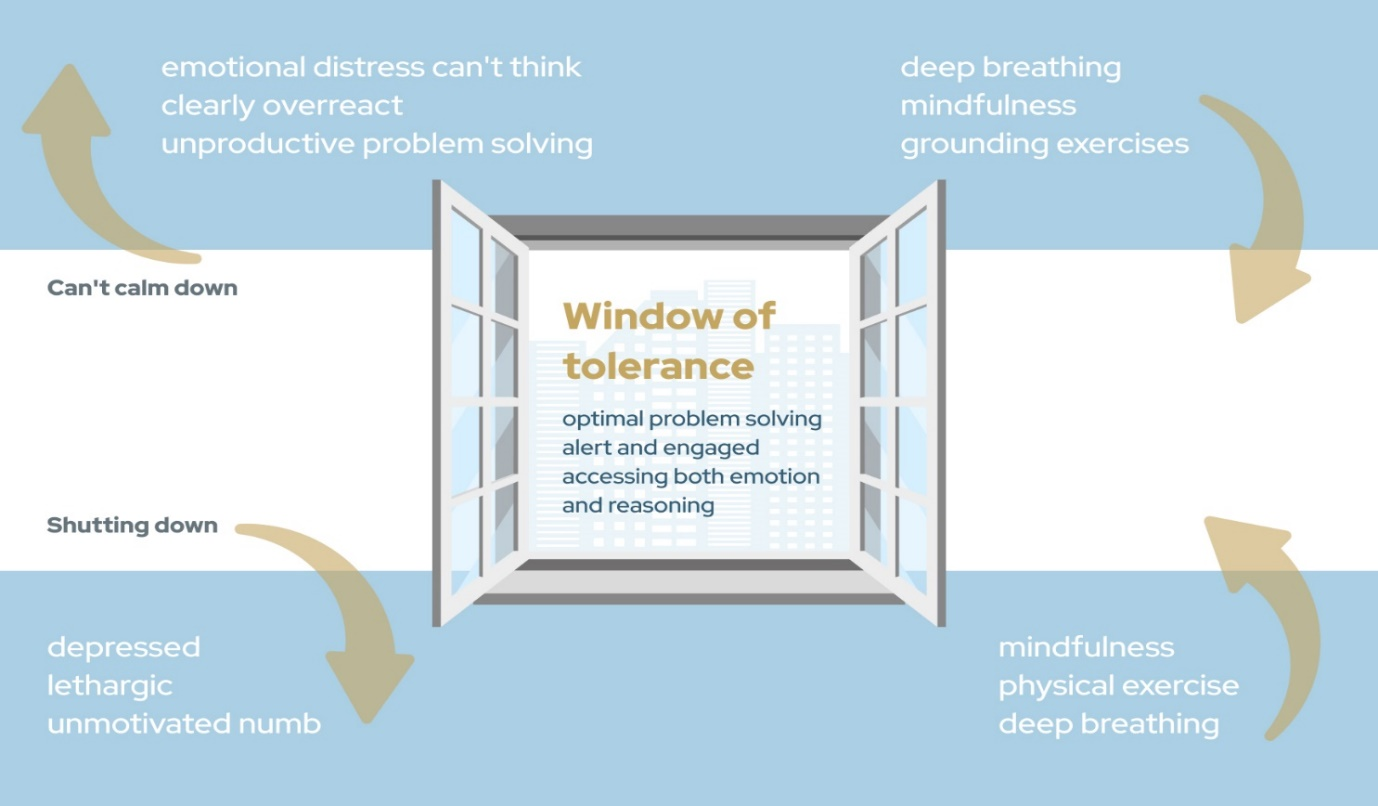 emotional distress can't think
clearly overreact
unproductive problem solving
deep breathing
mindfulness
grounding exercises
Can't calm down
Window of
tolerance
optimal problem solving
alert and engaged
accessing both emotion
and reasoning
Shutting down
depressed
lethargic
unmotivated numb
mindfulness
physical exercise
deep breathing